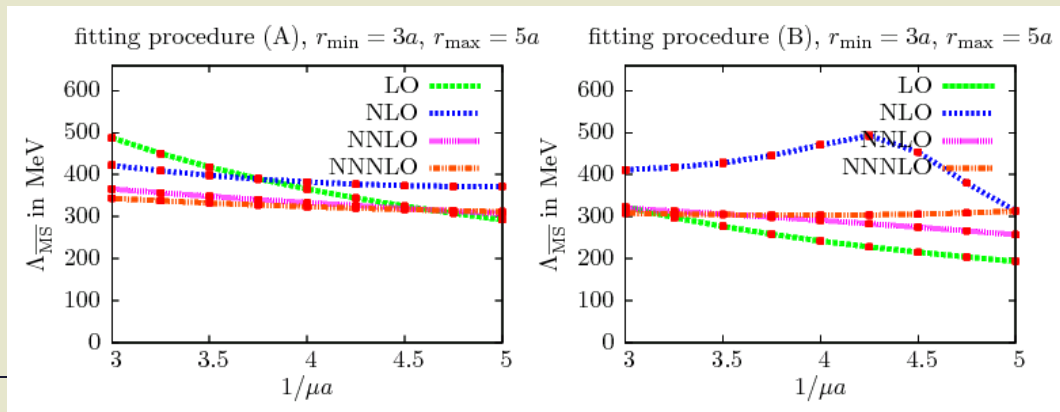 fitting procedure (A), r_min = 3a, r_max = 5a
600
500
400
300
200
100
0
Λ_MS̅ in MeV
LO
NLO
NNLO
NNNLO
3
3.5
4
4.5
5
1/μa
fitting procedure (B), r_min = 3a, r_max = 5a
600
500
400
300
200
100
0
Λ_MS̅ in MeV
LO
NLO
NNLO
NNNLO
3
3.5
4
4.5
5
1/μa